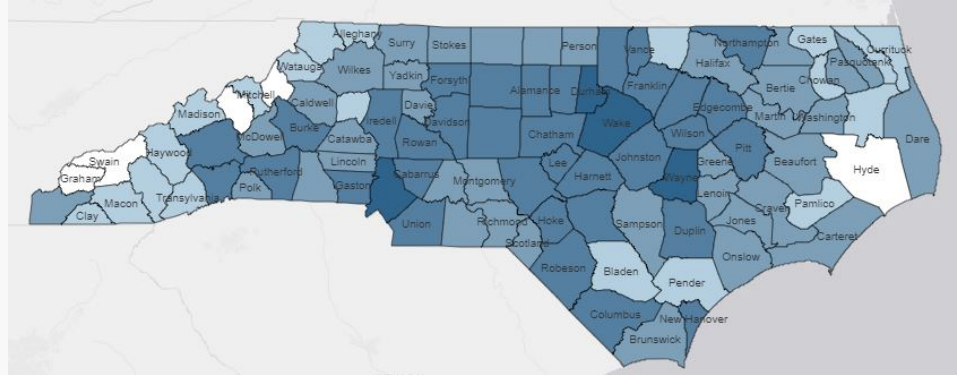 Alleghany
Surry
Stokes
Person
Vance
Northampton
Gates
Currituck
Watauga
Wilkes
Yadkin
Forsyth
Halifax
Pasquotank
Mitchell
Caldwell
Davie
Alamance
Durham
Franklin
Bertie
Chowan
Madison
McDowel
Burke
Catawba
Iredell
Davidson
Rowan
Chatham
Wake
Edgecombe
Wilson
Martin
Washington
Dare
Swain
Haywood
Rutherford
Lincoln
Lee
Johnston
Pitt
Greene
Beaufort
Hyde
Graham
Macon
Transylvania
Polk
Gaston
Cabarrus
Montgomery
Harnett
Wayne
Lenoir
Craven
Pamlico
Clay
Union
Richmond
Hoke
Sampson
Duplin
Jones
Carteret
Scotland
Robeson
Bladen
Pender
Onslow
Columbus
New Hanover
Brunswick